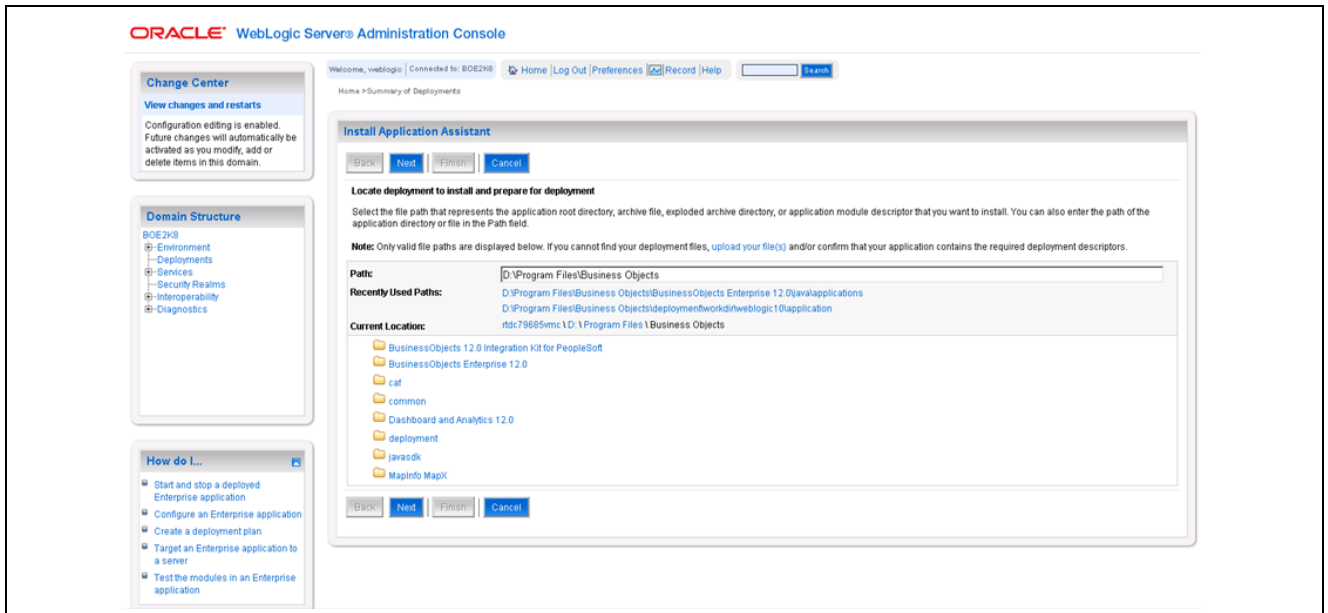 ORACLE® WebLogic Server® Administration Console
Welcome, weblogic Connected to: BOE2K8 Home Log Out Preferences Record Help Search
Home >Summary of Deployments
Change Center
View changes and restarts
Configuration editing is enabled.
Future changes will automatically be
activated as you modify, add or
delete items in this domain.
Domain Structure
BOE2K8
Environment
Deployments
Services
Security Realms
Interoperability
Diagnostics
How do I...
Start and stop a deployed
Enterprise application
Configure an Enterprise application
Create a deployment plan
Target an Enterprise application to
a server
Test the modules in an Enterprise
application
Install Application Assistant
Back Next Finish Cancel
Locate deployment to install and prepare for deployment
Select the file path that represents the application root directory, archive file, exploded archive directory, or application module descriptor that you want to install. You can also enter the path of the
application directory or file in the Path field.
Note: Only valid file paths are displayed below. If you cannot find your deployment files, upload your file(s) and/or confirm that your application contains the required deployment descriptors.
Path: D:\Program Files\Business Objects
Recently Used Paths: D:\Program Files\Business Objects\BusinessObjects Enterprise 12.0\java\applications
D:\Program Files\Business Objects\deployment\workdir\weblogic10\application
Current Location: rtdc79685vmc \ D: \ Program Files \ Business Objects
BusinessObjects 12.0 Integration Kit for PeopleSoft
BusinessObjects Enterprise 12.0
caf
common
Dashboard and Analytics 12.0
deployment
javasdk
MapInfo MapX
Back Next Finish Cancel